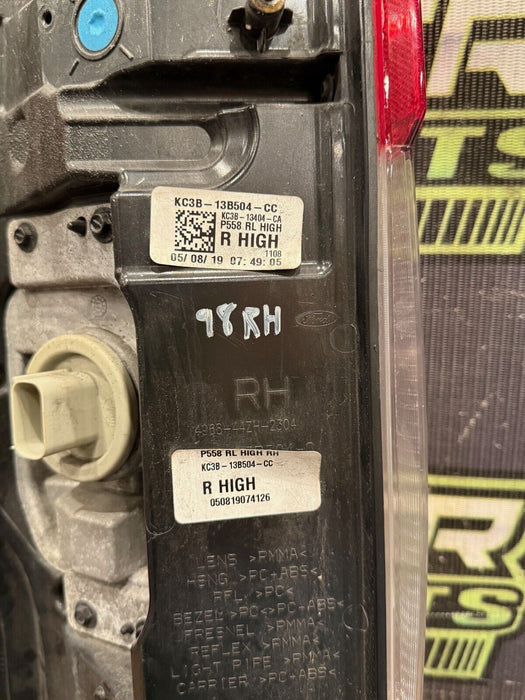 KC3B-13B504-CC
KC3B-13404-CA
P558 RL HIGH
R HIGH
1108
05/08/19 07:49:05
98RH
Ford
RH
P558 RL HIGH RH
KC3B-13B504-CC
R HIGH
050819074126
LENS >PMMA<
HSNG >PC+ABS<
RFL >PC<
BEZEL >PC<>PC+ABS<
FRESNEL >PMMA<
REFLEX >PMMA<
LIGHT PIPE >PMMA<
CARRIER >PC+ABS<